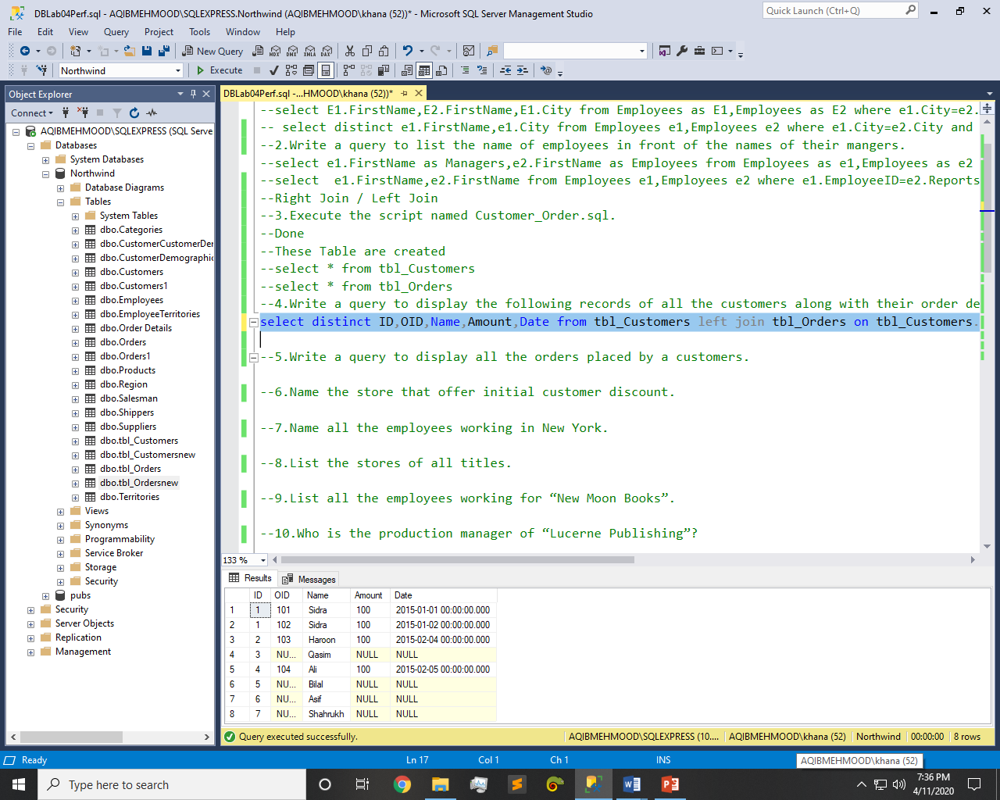 DBLab04Perf.sql - AQIBMEHMOOD\SQLEXPRESS.Northwind (AQIBMEHMOOD\khana (52))* - Microsoft SQL Server Management Studio
Quick Launch (Ctrl+Q)
File Edit View Query Project Tools Window Help
New Query
MDX DMX XMLA DAX
Northwind
Execute
Object Explorer
Connect
AQIBMEHMOOD\SQLEXPRESS (SQL Serve
Databases
System Databases
Northwind
Database Diagrams
Tables
System Tables
dbo.Categories
dbo.CustomerCustomerDer
dbo.CustomerDemographic
dbo.Customers
dbo.Customers1
dbo.Employees
dbo.EmployeeTerritories
dbo.Order Details
dbo.Orders
dbo.Orders1
dbo.Products
dbo.Region
dbo.Salesman
dbo.Shippers
dbo.Suppliers
dbo.tbl_Customers
dbo.tbl_Customersnew
dbo.tbl_Orders
dbo.tbl_Ordersnew
dbo.Territories
Views
Synonyms
Programmability
Service Broker
Storage
Security
pubs
Security
Server Objects
Replication
Management
DBLab04Perf.sql -...HMOOD\khana (52))*
--select E1.FirstName,E2.FirstName,E1.City from Employees as E1,Employees as E2 where e1.City=e2.
-- select distinct e1.FirstName,e1.City from Employees e1,Employees e2 where e1.City=e2.City and
--2.Write a query to list the name of employees in front of the names of their mangers.
--select e1.FirstName as Managers,e2.FirstName as Employees from Employees as e1,Employees as e2
--select  e1.FirstName,e2.FirstName from Employees e1,Employees e2 where e1.EmployeeID=e2.Reports
--Right Join / Left Join
--3.Execute the script named Customer_Order.sql.
--Done
--These Table are created
--select * from tbl_Customers
--select * from tbl_Orders
--4.Write a query to display the following records of all the customers along with their order de
select distinct ID,OID,Name,Amount,Date from tbl_Customers left join tbl_Orders on tbl_Customers.
--5.Write a query to display all the orders placed by a customers.
--6.Name the store that offer initial customer discount.
--7.Name all the employees working in New York.
--8.List the stores of all titles.
--9.List all the employees working for “New Moon Books”.
--10.Who is the production manager of “Lucerne Publishing”?
133 %
Results Messages
ID OID Name Amount Date
1 1 101 Sidra 100 2015-01-01 00:00:00.000
2 1 102 Sidra 100 2015-01-02 00:00:00.000
3 2 103 Haroon 100 2015-02-04 00:00:00.000
4 3 NU... Qasim NULL NULL
5 4 104 Ali 100 2015-02-05 00:00:00.000
6 5 NU... Bilal NULL NULL
7 6 NU... Asif NULL NULL
8 7 NU... Shahrukh NULL NULL
Query executed successfully.
AQIBMEHMOOD\SQLEXPRESS (10.... AQIBMEHMOOD\khana (52) Northwind 00:00:00 8 rows
Ready
Ln 17 Col 1 Ch 1 INS
AQIBMEHMOOD\khana (52)
Type here to search
7:36 PM
4/11/2020